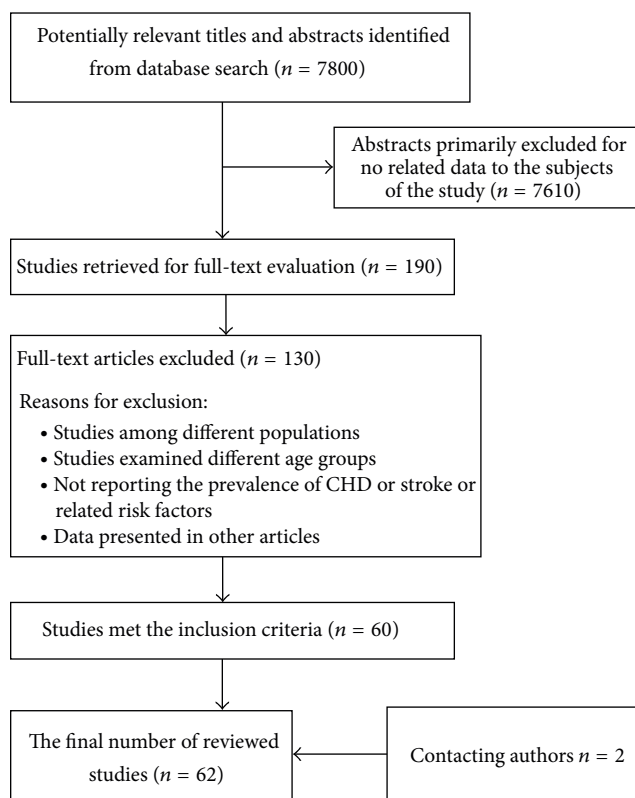 Potentially relevant titles and abstracts identified
from database search (n = 7800)
Abstracts primarily excluded for
no related data to the subjects
of the study (n = 7610)
Studies retrieved for full-text evaluation (n = 190)
Full-text articles excluded (n = 130)
Reasons for exclusion:
• Studies among different populations
• Studies examined different age groups
• Not reporting the prevalence of CHD or stroke or
related risk factors
• Data presented in other articles
Studies met the inclusion criteria (n = 60)
The final number of reviewed
studies (n = 62)
Contacting authors n = 2